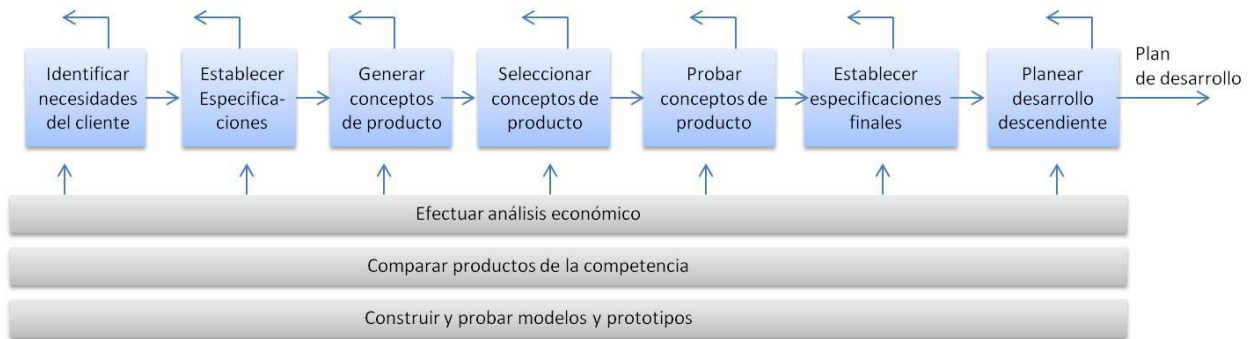 Identificar
necesidades
del cliente
Establecer
Especifica-
ciones
Generar
conceptos
de producto
Seleccionar
conceptos de
producto
Probar
conceptos de
producto
Establecer
especificaciones
finales
Planear
desarrollo
descendiente
Plan
de desarrollo
Efectuar análisis económico
Comparar productos de la competencia
Construir y probar modelos y prototipos